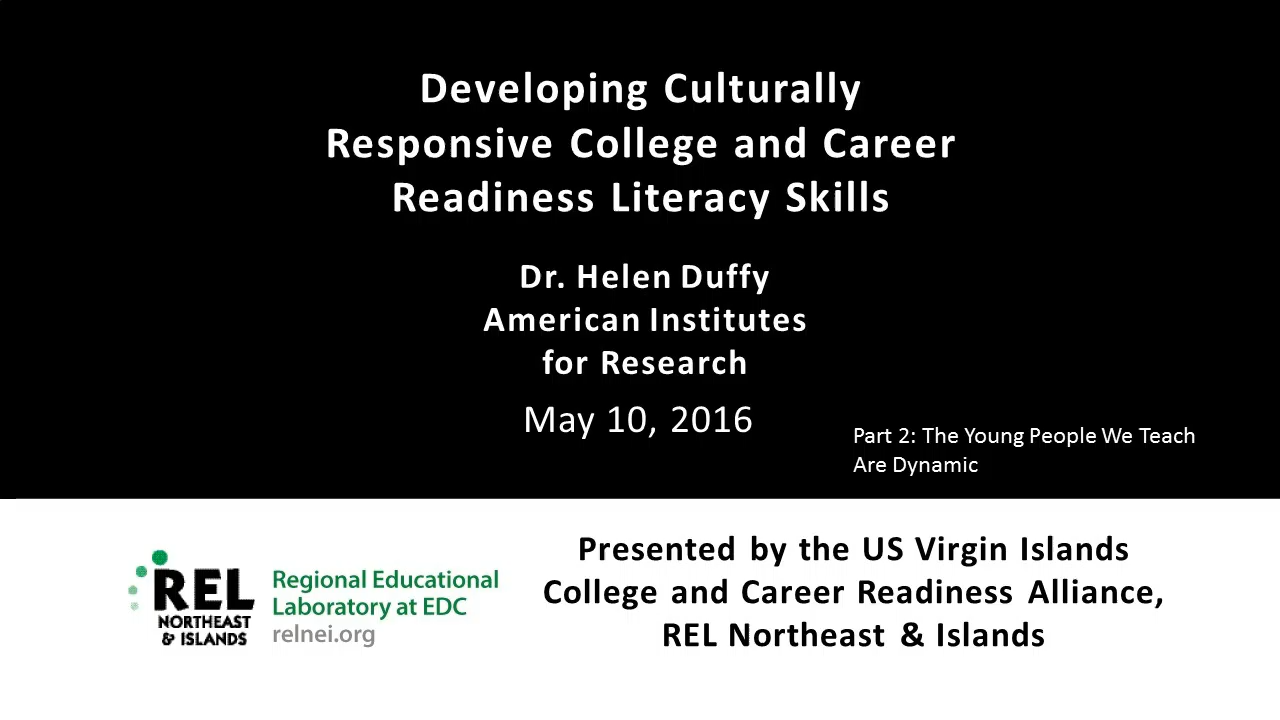 Developing Culturally
Responsive College and Career
Readiness Literacy Skills
Dr. Helen Duffy
American Institutes
for Research
May 10, 2016
Part 2: The Young People We Teach
Are Dynamic
REL
NORTHEAST
& ISLANDS
Regional Educational
Laboratory at EDC
relnei.org
Presented by the US Virgin Islands
College and Career Readiness Alliance,
REL Northeast & Islands